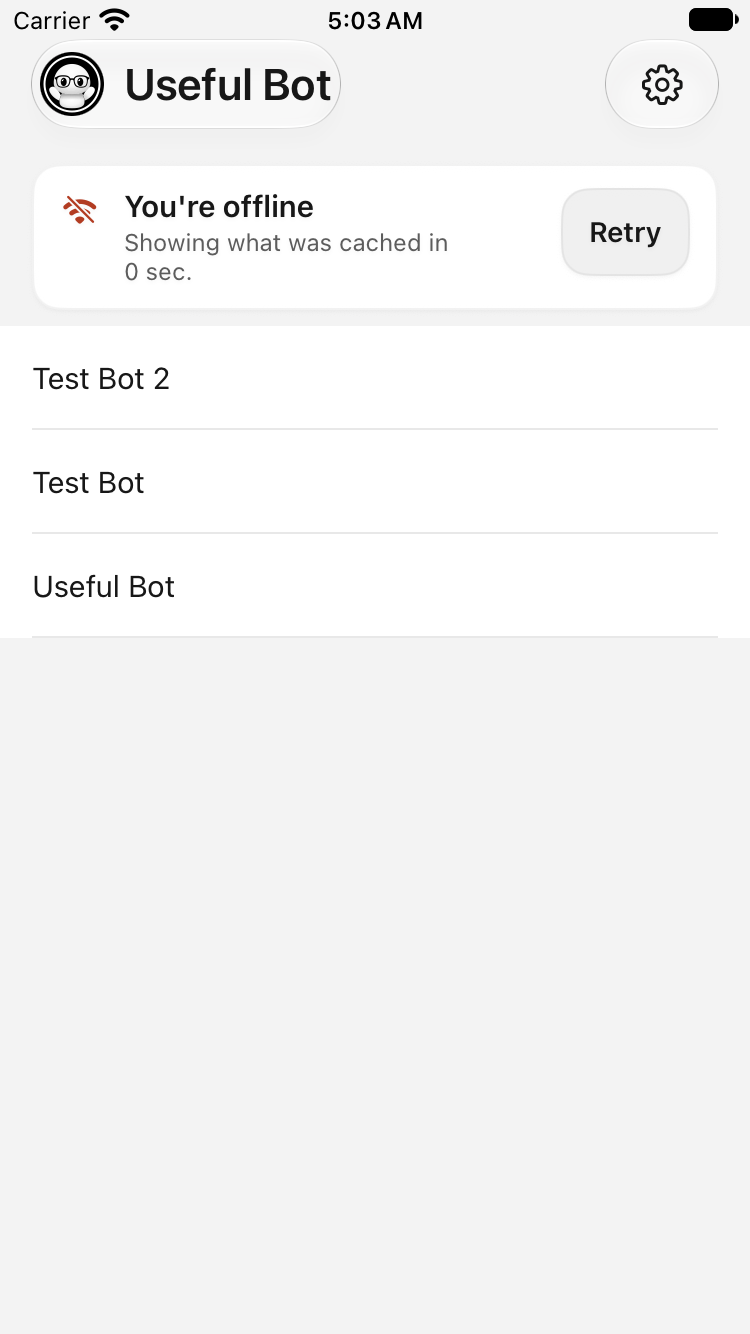 Carrier
5:03 AM
Useful Bot
You're offline
Showing what was cached in
0 sec.
Retry
Test Bot 2
Test Bot
Useful Bot